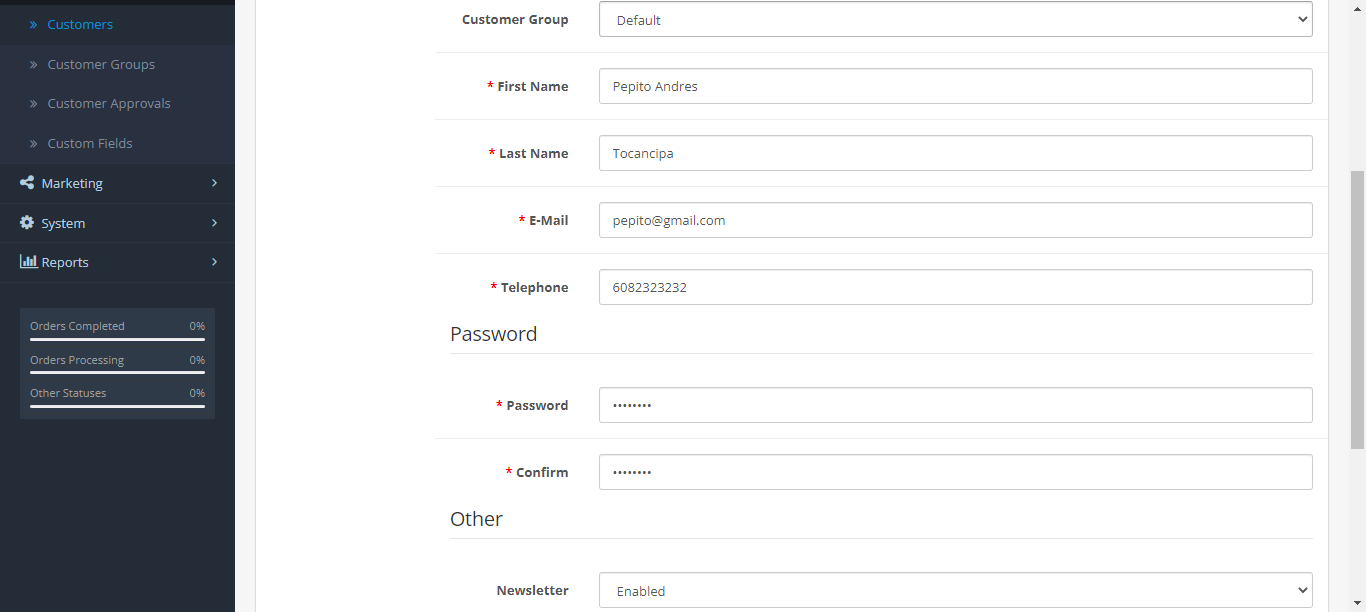 Customers
Customer Groups
Customer Approvals
Custom Fields
Marketing
System
Reports
Orders Completed 0%
Orders Processing 0%
Other Statuses 0%
Customer Group Default
* First Name Pepito Andres
* Last Name Tocancipa
* E-Mail pepito@gmail.com
* Telephone 6082323232
Password
* Password ••••••••
* Confirm ••••••••
Other
Newsletter Enabled